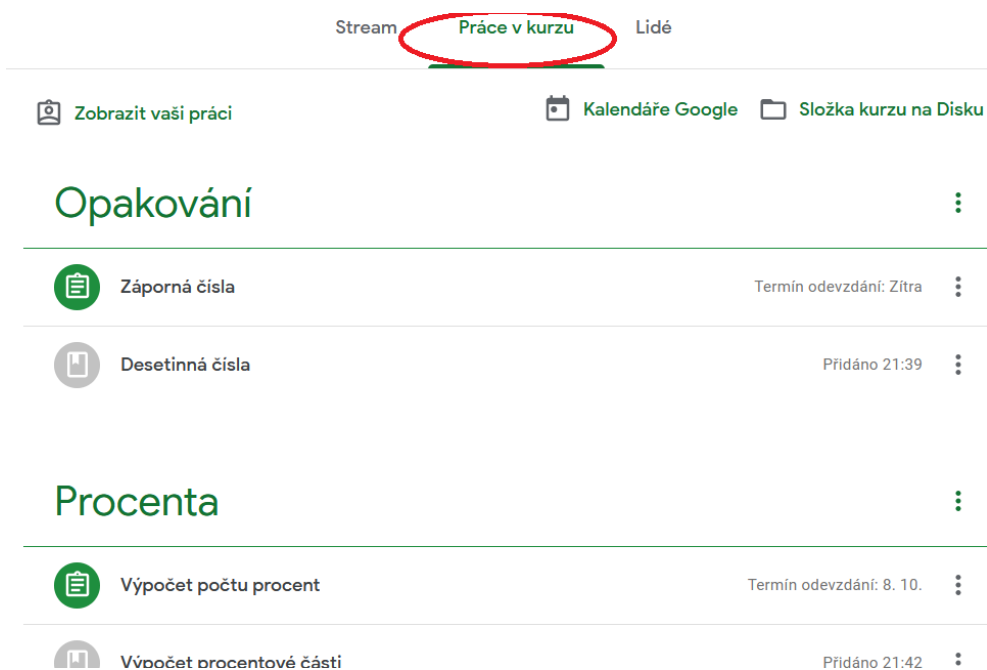 Stream Práce v kurzu Lidé
Zobrazit vaši práci Kalendáře Google Složka kurzu na Disku
Opakování
Záporná čísla Termín odevzdání: Zítra
Desetinná čísla Přidáno 21:39
Procenta
Výpočet počtu procent Termín odevzdání: 8. 10.
Výpočet procentové části Přidáno 21:42